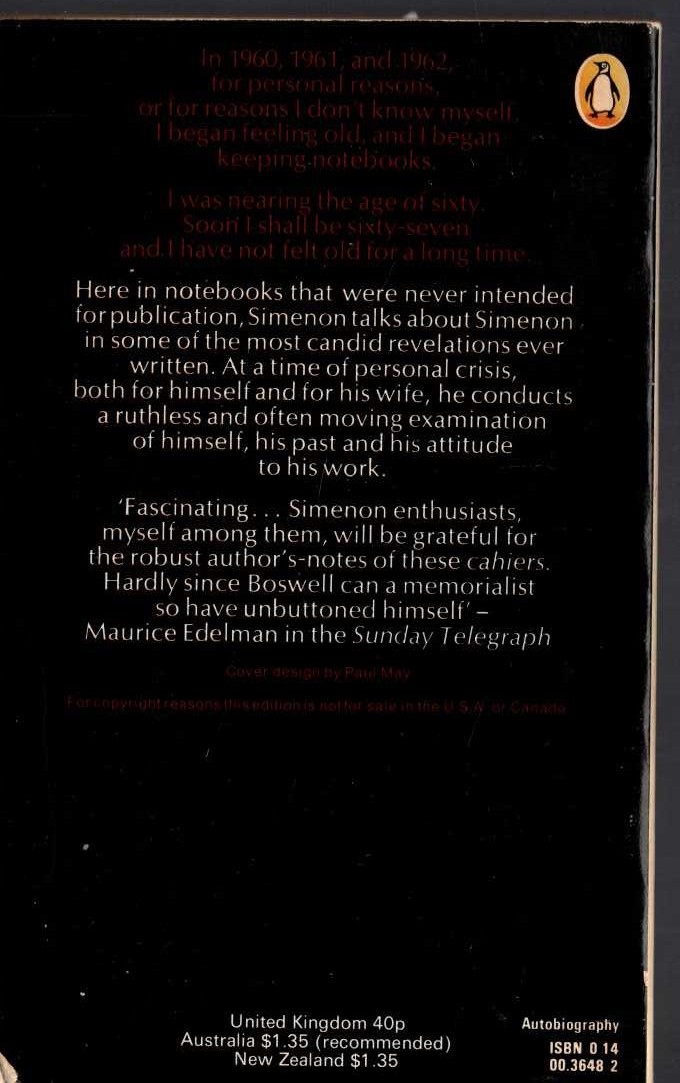 In 1960, 1961, and 1962,
for personal reasons,
or for reasons I don't know myself,
I began feeling old, and I began
keeping notebooks.
I was nearing the age of sixty.
Soon I shall be sixty-seven
and I have not felt old for a long time.
Here in notebooks that were never intended
for publication, Simenon talks about Simenon
in some of the most candid revelations ever
written. At a time of personal crisis,
both for himself and for his wife, he conducts
a ruthless and often moving examination
of himself, his past and his attitude
to his work.
'Fascinating... Simenon enthusiasts,
myself among them, will be grateful for
the robust author's-notes of these cahiers.
Hardly since Boswell can a memorialist
so have unbuttoned himself' –
Maurice Edelman in the Sunday Telegraph
Cover design by Paul May
For copyright reasons this edition is not for sale in the U.S.A. or Canada
United Kingdom 40p
Australia $1.35 (recommended)
New Zealand $1.35
Autobiography
ISBN 0 14
00.3648 2